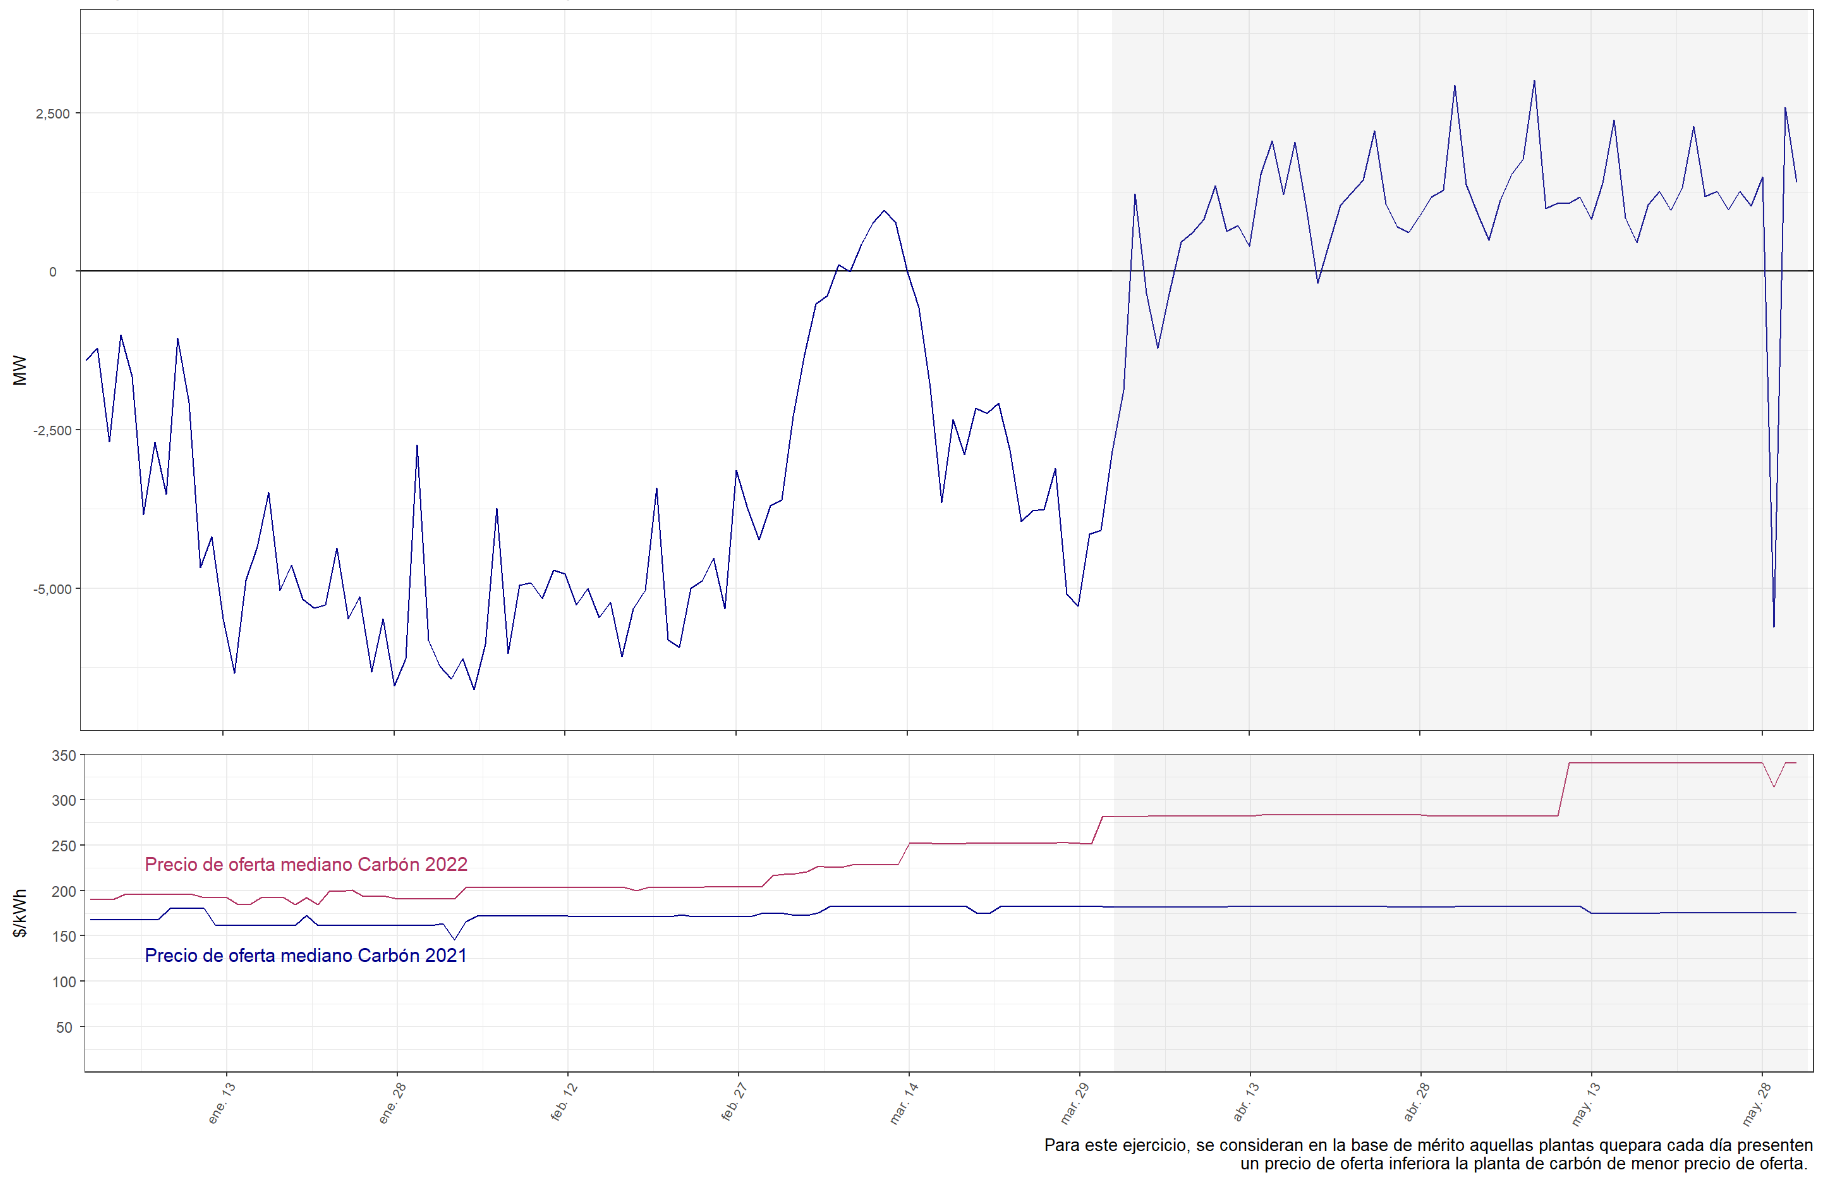 2,500
0
-2,500
-5,000
MW
350
300
250
200
150
100
50
$/kWh
Precio de oferta mediano Carbón 2022
Precio de oferta mediano Carbón 2021
ene. 13
ene. 28
feb. 12
feb. 27
mar. 14
mar. 29
abr. 13
abr. 28
may. 13
may. 28
Para este ejercicio, se consideran en la base de mérito aquellas plantas quepara cada día presenten
un precio de oferta inferiora la planta de carbón de menor precio de oferta.